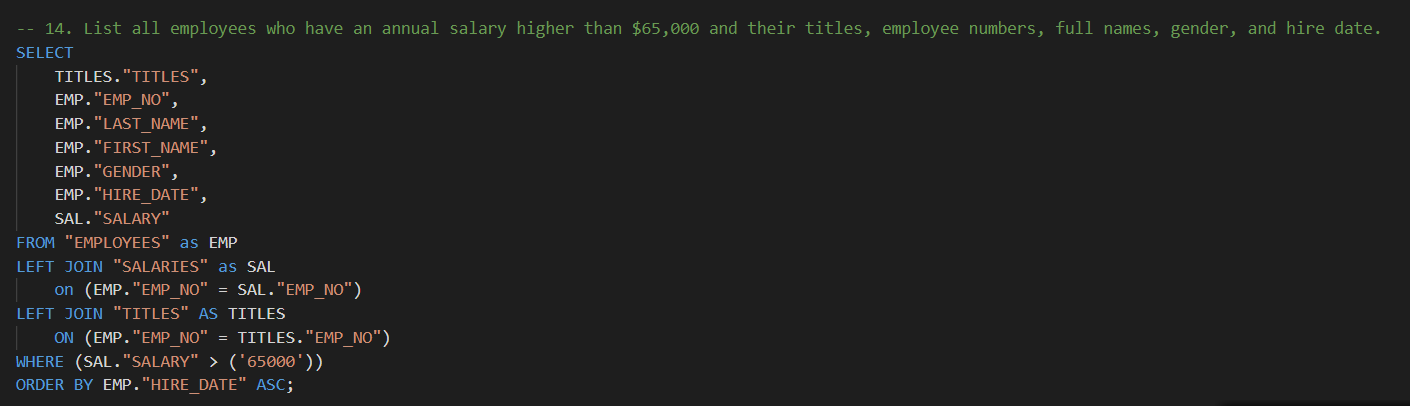 -- 14. List all employees who have an annual salary higher than $65,000 and their titles, employee numbers, full names, gender, and hire date.
SELECT
    TITLES."TITLES",
    EMP."EMP_NO",
    EMP."LAST_NAME",
    EMP."FIRST_NAME",
    EMP."GENDER",
    EMP."HIRE_DATE",
    SAL."SALARY"
FROM "EMPLOYEES" as EMP
LEFT JOIN "SALARIES" as SAL
    on (EMP."EMP_NO" = SAL."EMP_NO")
LEFT JOIN "TITLES" AS TITLES
    ON (EMP."EMP_NO" = TITLES."EMP_NO")
WHERE (SAL."SALARY" > ('65000'))
ORDER BY EMP."HIRE_DATE" ASC;